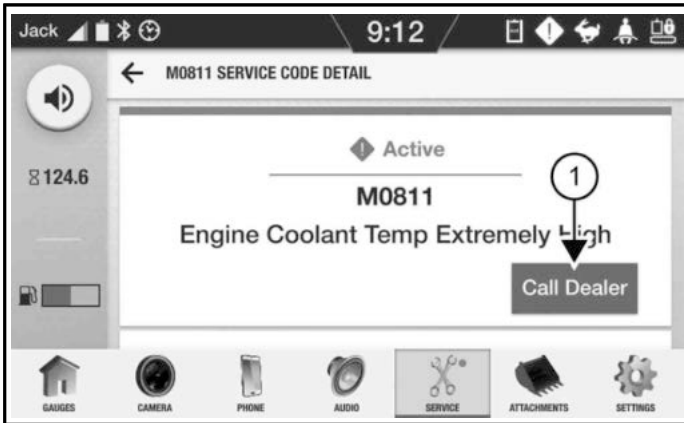 Jack 9:12
M0811 SERVICE CODE DETAIL
124.6
Active
M0811
1
Engine Coolant Temp Extremely High
Call Dealer
GAUGES CAMERA PHONE AUDIO SERVICE ATTACHMENTS SETTINGS